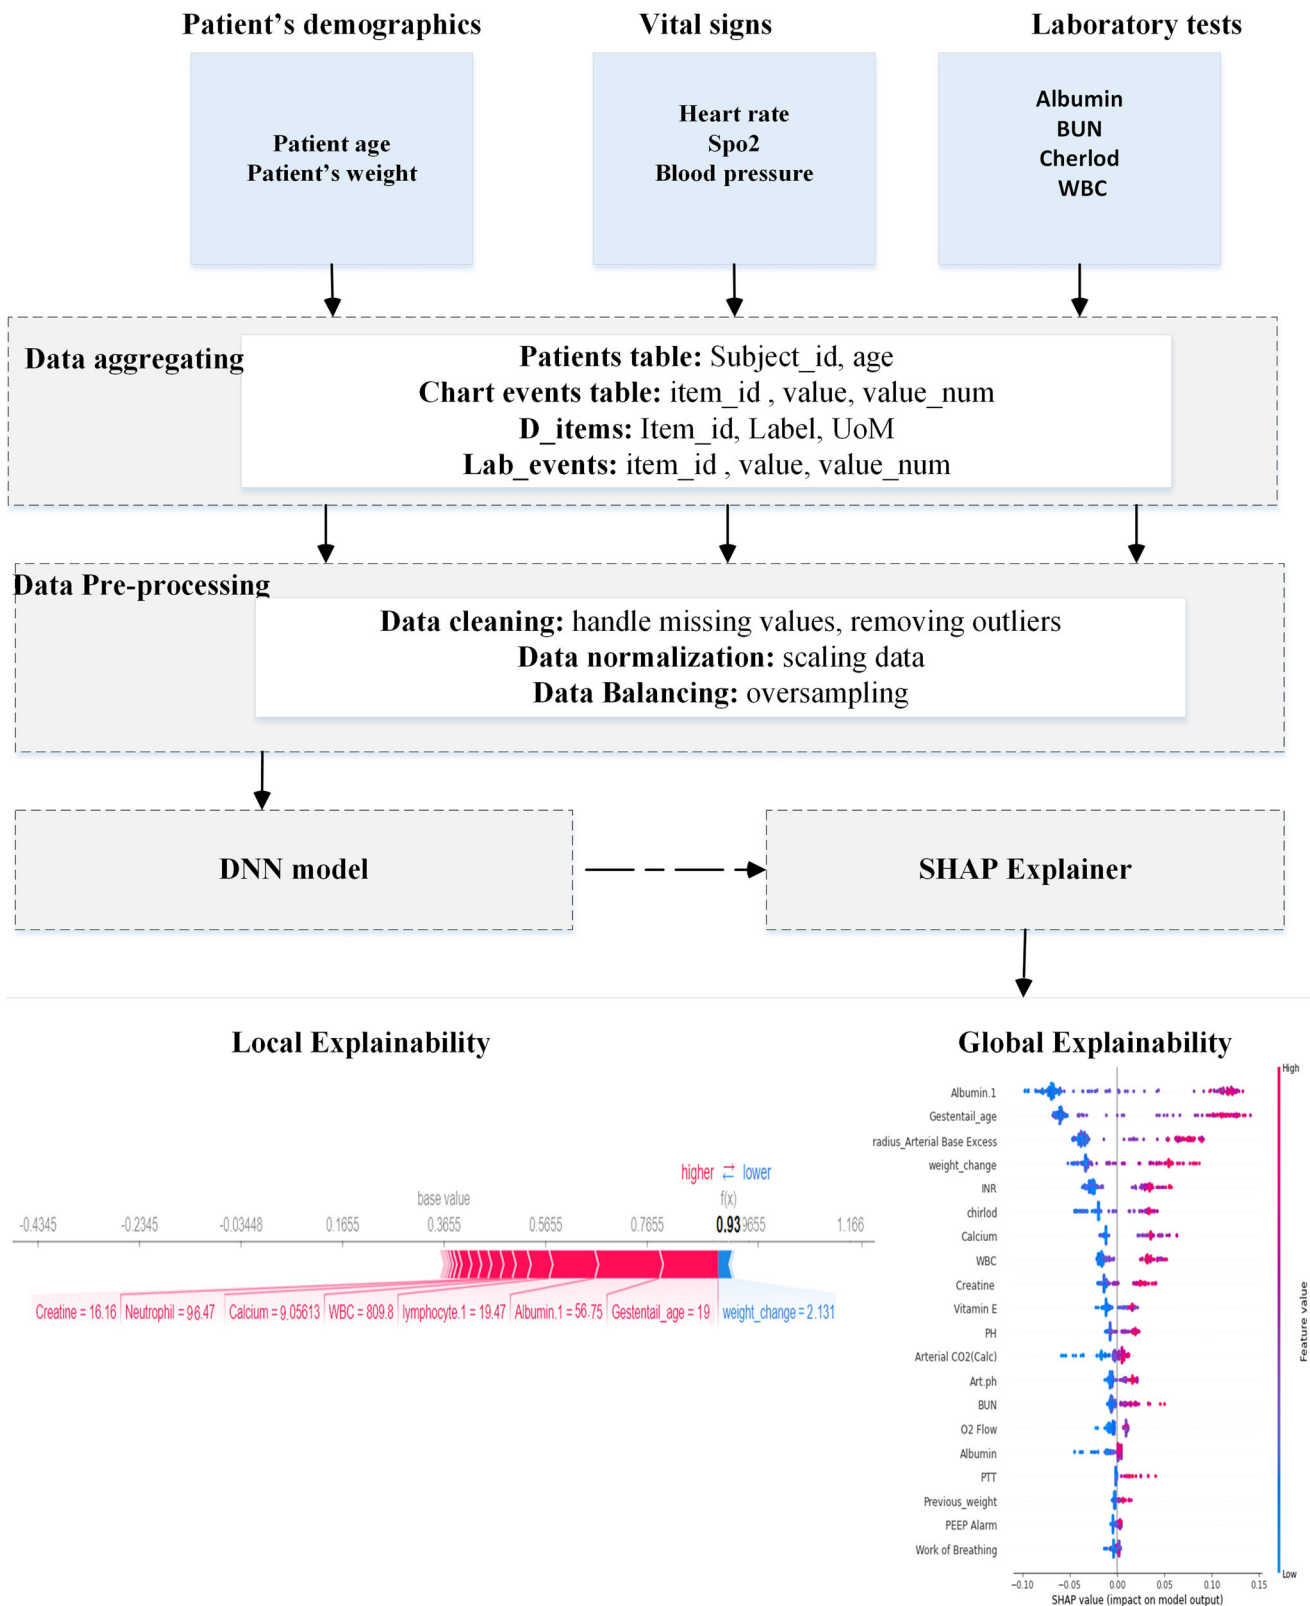 Patient's demographics
Vital signs
Laboratory tests
Patient age
Patient's weight
Heart rate
Spo2
Blood pressure
Albumin
BUN
Cherlod
WBC
Data aggregating
Patients table: Subject_id, age
Chart events table: item_id , value, value_num
D_items: Item_id, Label, UoM
Lab_events: item_id , value, value_num
Data Pre-processing
Data cleaning: handle missing values, removing outliers
Data normalization: scaling data
Data Balancing: oversampling
DNN model
SHAP Explainer
Local Explainability
higher ⇄ lower
base value
f(x)
-0.4345 -0.2345 -0.03448 0.1655 0.3655 0.5655 0.7655 0.93 9655 1.166
Creatine = 16.16 Neutrophil = 96.47 Calcium = 9.05613 WBC = 809.8 lymphocyte.1 = 19.47 Albumin.1 = 56.75 Gestentail_age = 19 weight_change = 2.131
Global Explainability
High
Albumin.1
Gestentail_age
radius_Arterial Base Excess
weight_change
INR
chirlod
Calcium
WBC
Creatine
Vitamin E
PH
Arterial CO2(Calc)
Art.ph
BUN
O2 Flow
Albumin
PTT
Previous_weight
PEEP Alarm
Work of Breathing
Feature value
Low
−0.10 −0.05 0.00 0.05 0.10 0.15
SHAP value (impact on model output)